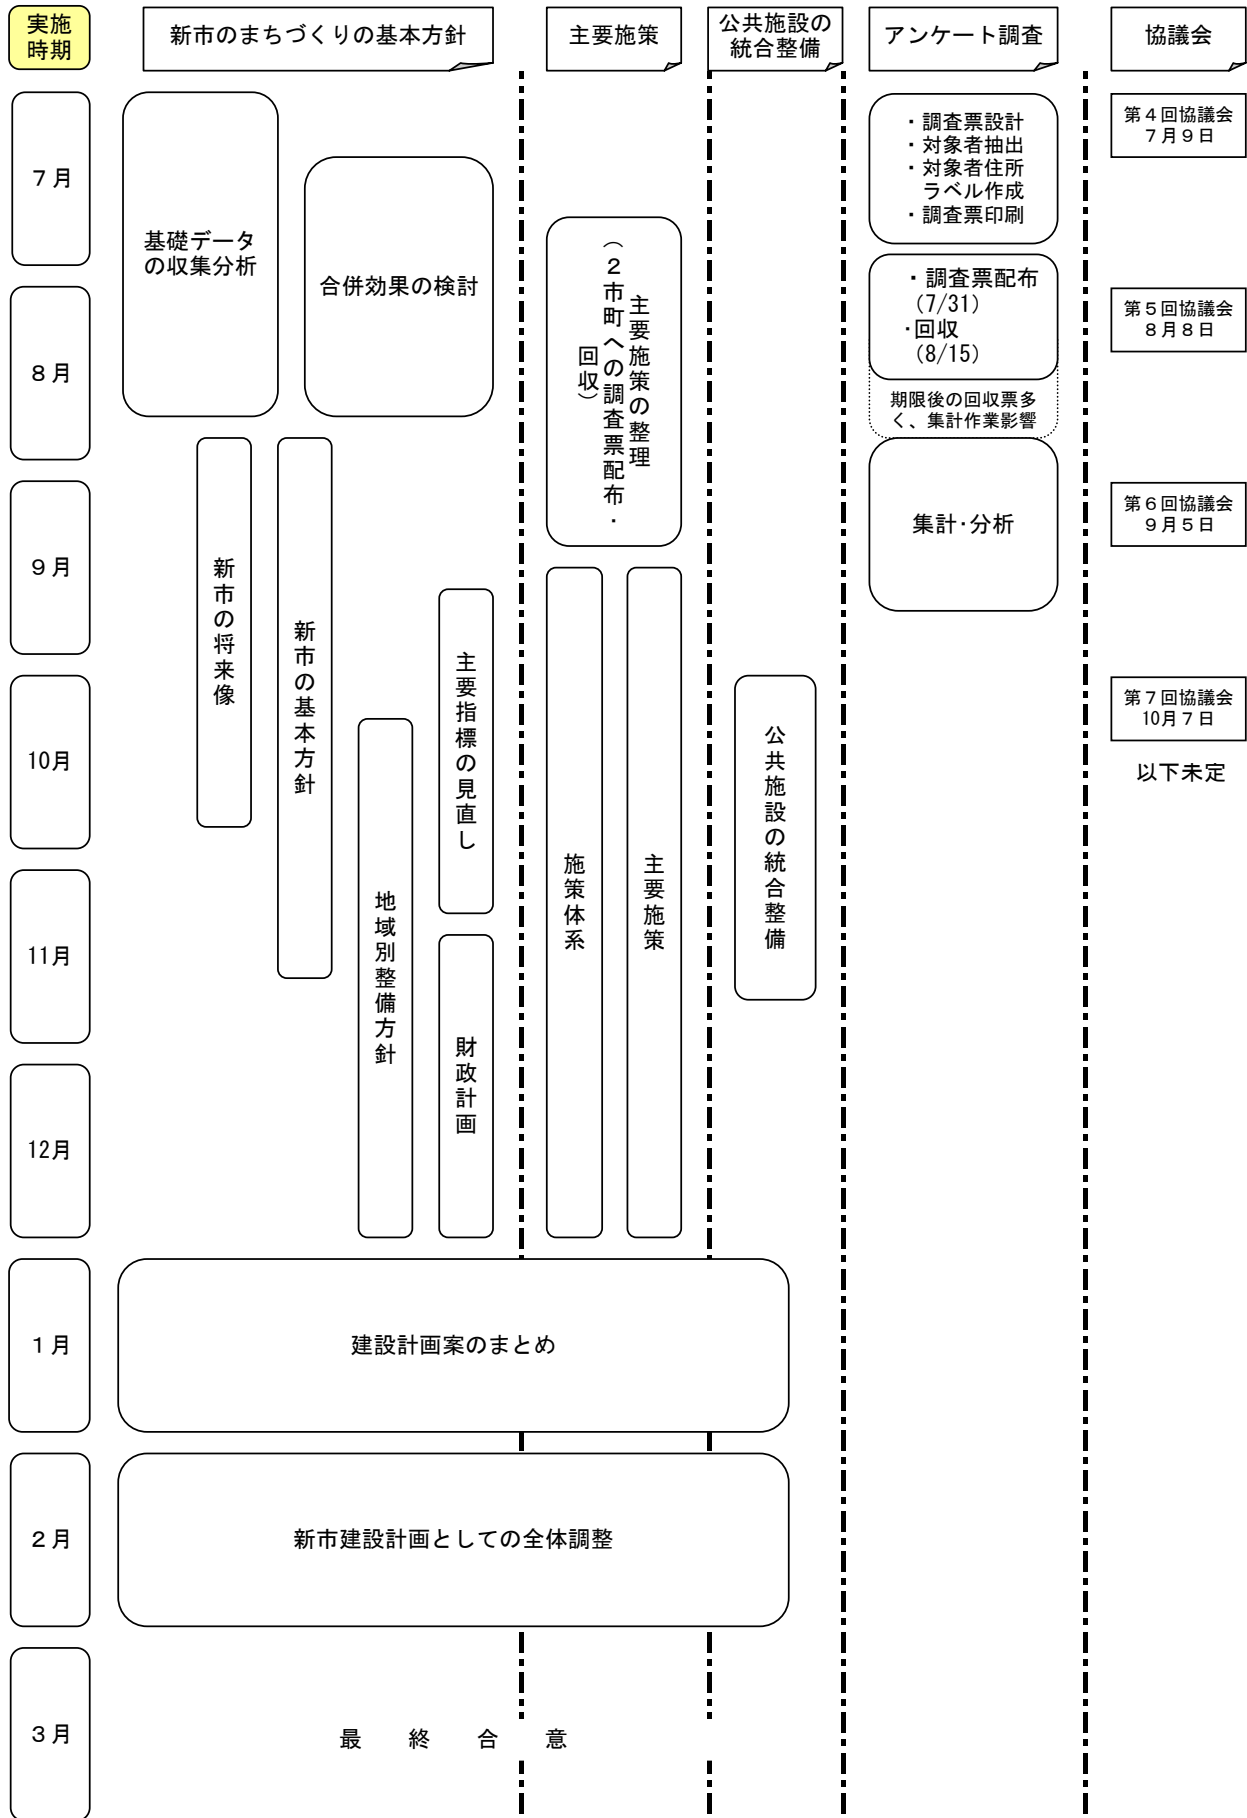 実施
時期
新市のまちづくりの基本方針
主要施策
公共施設の
統合整備
アンケート調査
協議会
７月
基礎データ
の収集分析
合併効果の検討
主要施策の整理
（２市町への調査票配布・
回収）
・調査票設計
・対象者抽出
・対象者住所
ラベル作成
・調査票印刷
第４回協議会
７月９日
８月
・調査票配布
(7/31)
・回収
(8/15)
期限後の回収票多
く、集計作業影響
第５回協議会
８月８日
９月
新市の将来像
新市の基本方針
集計・分析
第６回協議会
９月５日
10月
地域別整備方針
主要指標の見直し
施策体系
主要施策
公共施設の統合整備
第７回協議会
10月７日
以下未定
11月
財政計画
12月
１月
建設計画案のまとめ
２月
新市建設計画としての全体調整
３月
最　終　合　意